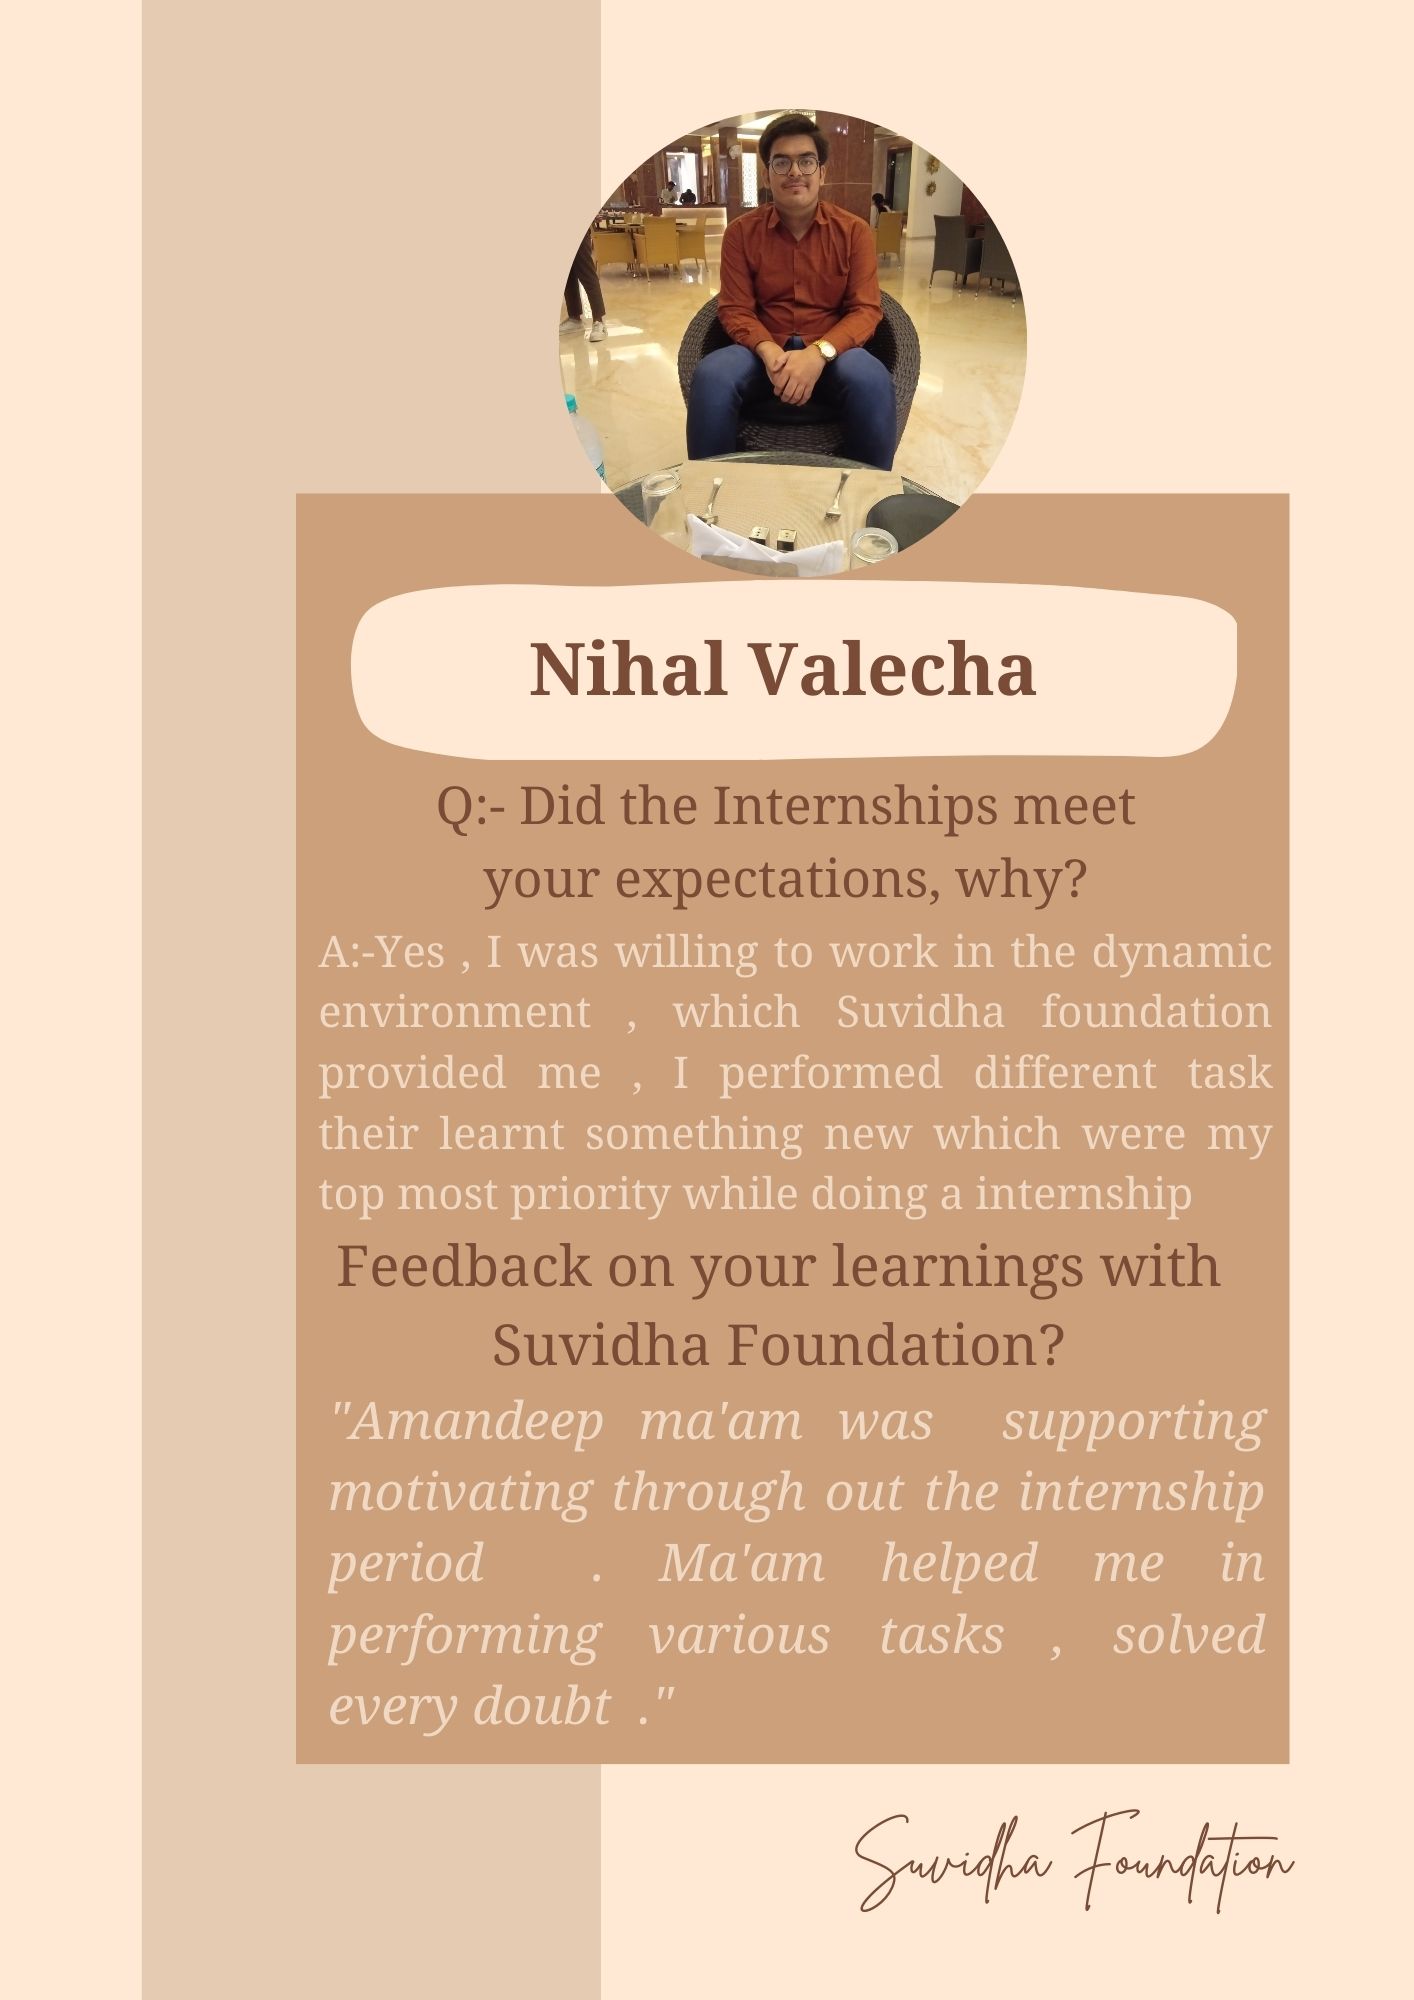 Nihal Valecha
Q:- Did the Internships meet
your expectations, why?
A:-Yes , I was willing to work in the dynamic
environment , which Suvidha foundation
provided me , I performed different task
their learnt something new which were my
top most priority while doing a internship
Feedback on your learnings with
Suvidha Foundation?
"Amandeep ma'am was supporting
motivating through out the internship
period . Ma'am helped me in
performing various tasks , solved
every doubt ."
Suvidha Foundation